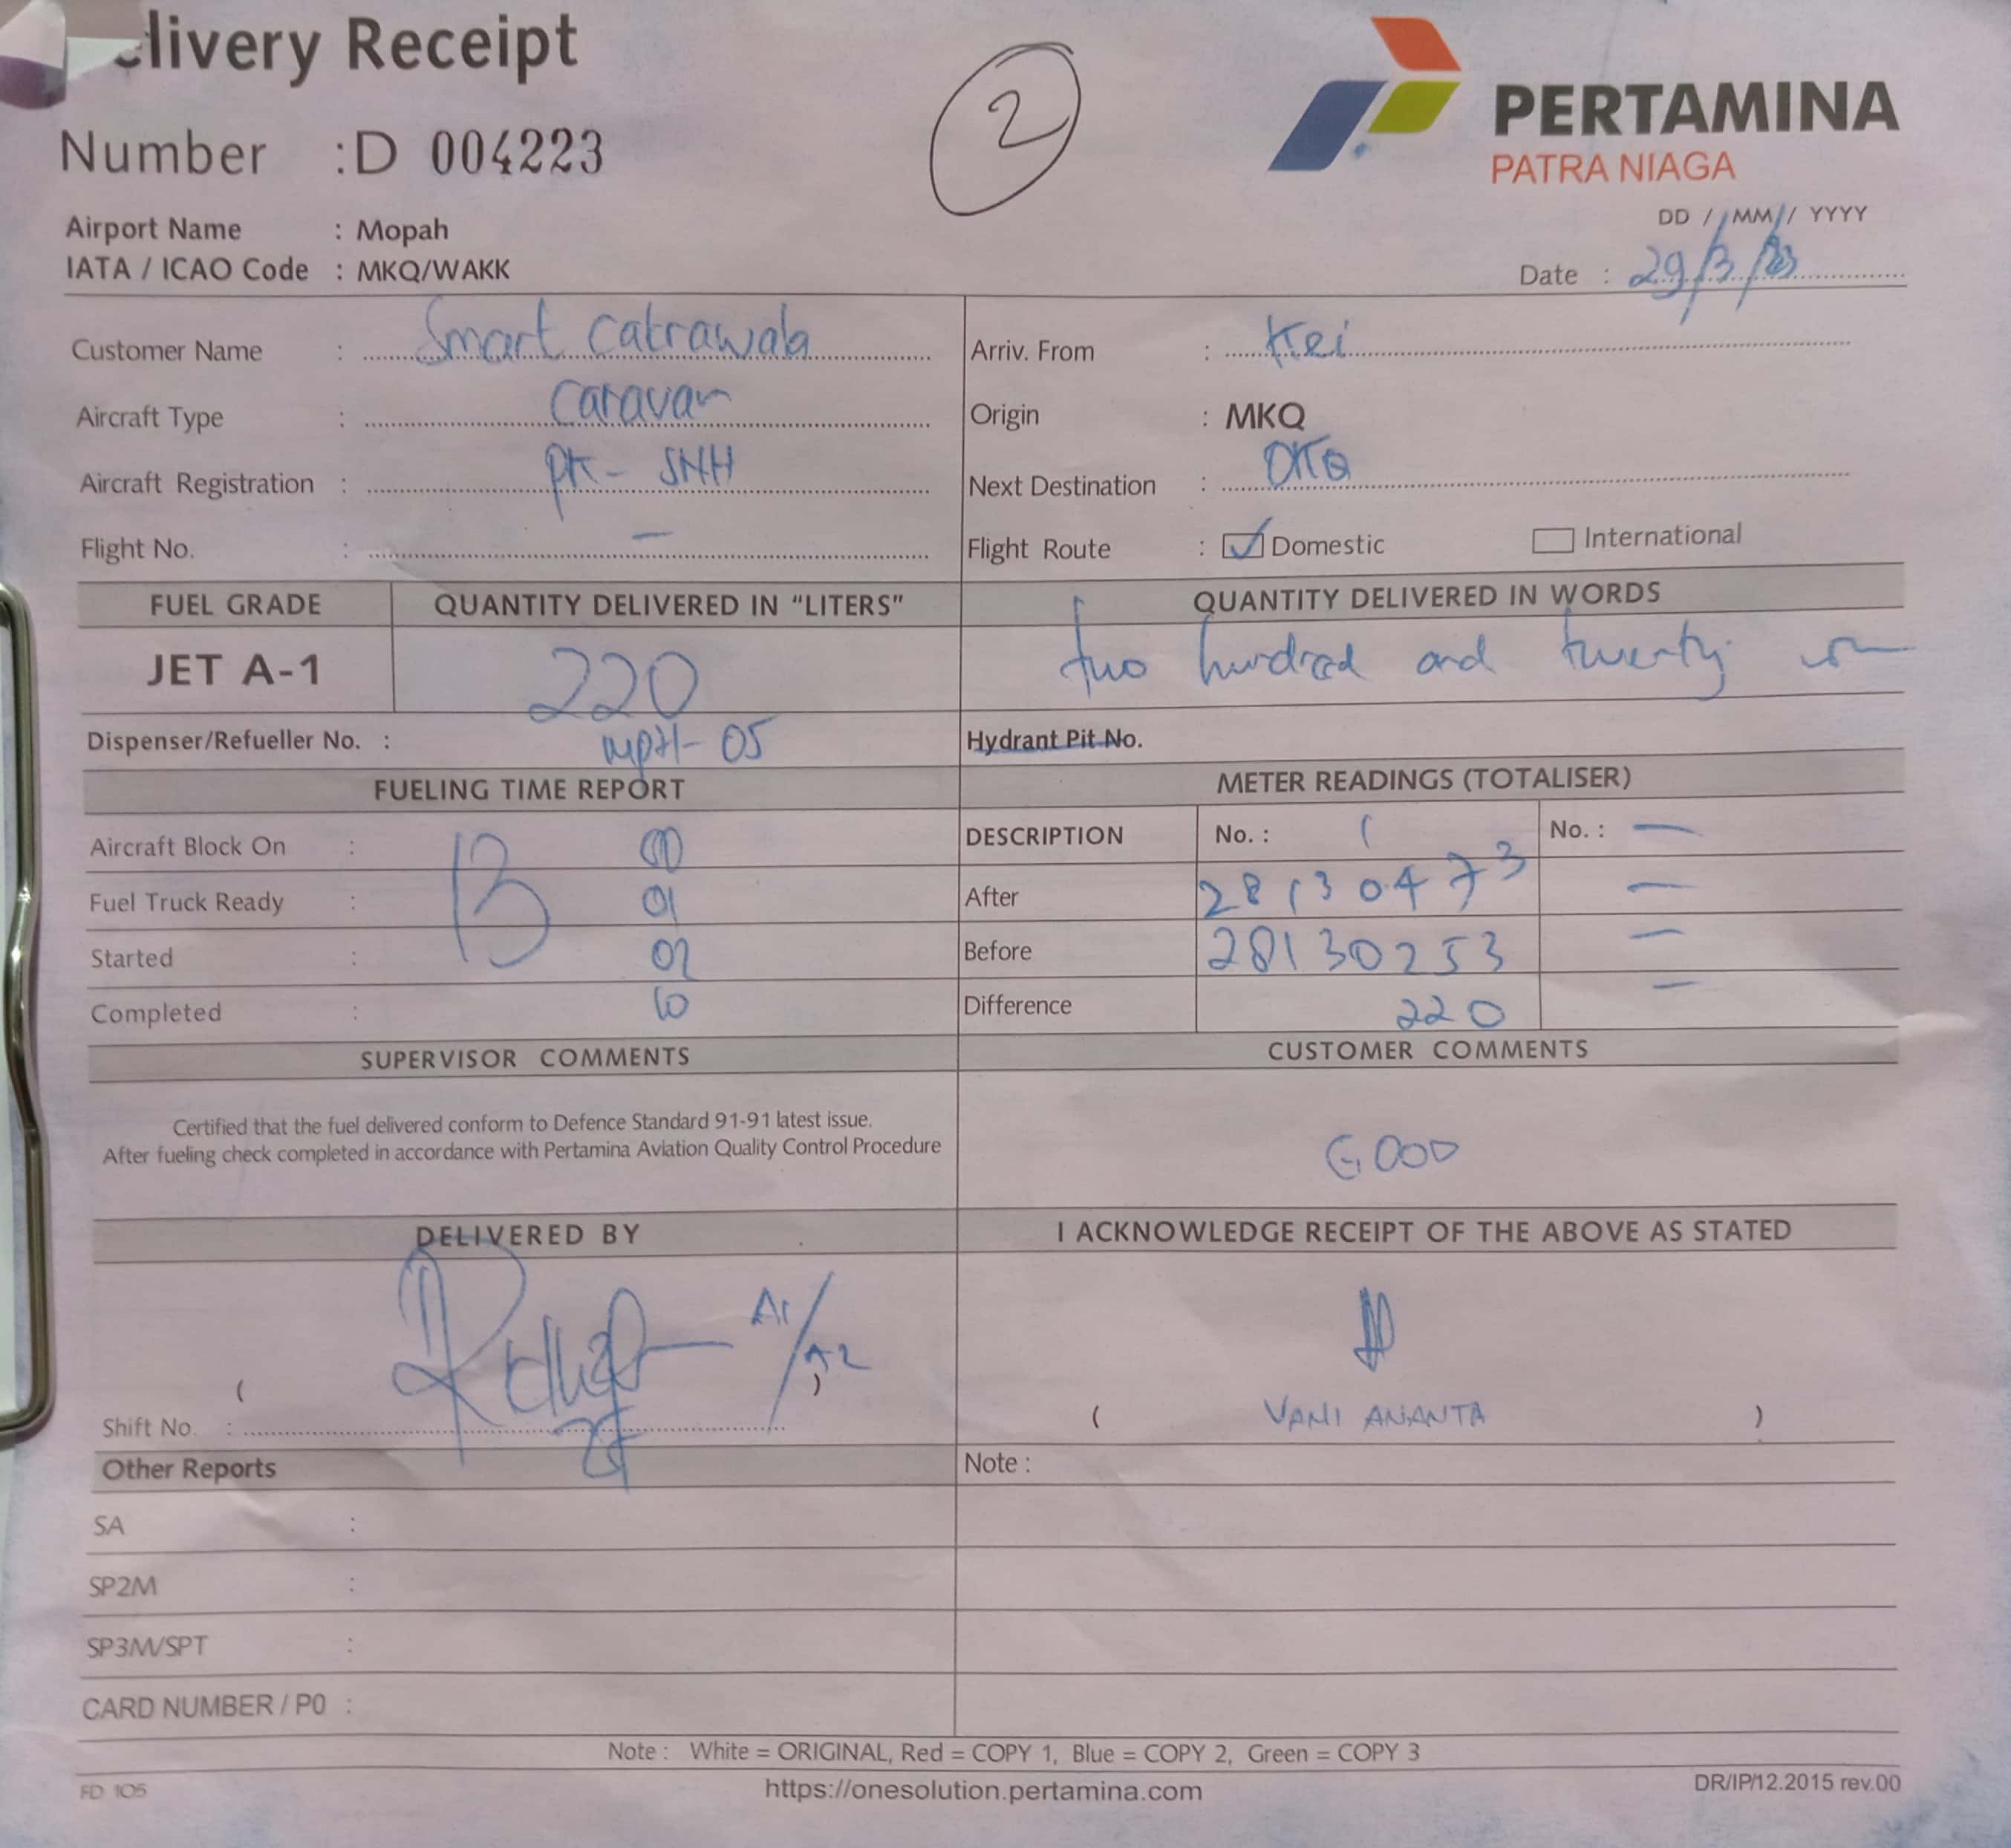 elivery Receipt
2
PERTAMINA
PATRA NIAGA
Number : D 004223
Airport Name : Mopah
IATA / ICAO Code : MKQ/WAKK
DD / MM / YYYY
Date : 29/3/23
Customer Name : Smart Catrawala
Arriv. From : Kei
Aircraft Type : Caravan
Origin : MKQ
Aircraft Registration : PK - SNH
Next Destination : OKQ
Flight No. : —
Flight Route : Domestic International
FUEL GRADE QUANTITY DELIVERED IN “LITERS” QUANTITY DELIVERED IN WORDS
JET A-1 220 two hundred and twenty
Dispenser/Refueller No. : MPH - 05
Hydrant Pit No.
FUELING TIME REPORT METER READINGS (TOTALISER)
Aircraft Block On : 13 00
DESCRIPTION No. : 1 No. : —
Fuel Truck Ready : 01
After 28130473 —
Started : 02
Before 28130253 —
Completed : 10
Difference 220 —
SUPERVISOR COMMENTS CUSTOMER COMMENTS
Certified that the fuel delivered conform to Defence Standard 91-91 latest issue.
After fueling check completed in accordance with Pertamina Aviation Quality Control Procedure
GOOD
DELIVERED BY I ACKNOWLEDGE RECEIPT OF THE ABOVE AS STATED
A1/A2
( )
( VANI ANANTA )
Shift No. :
Other Reports Note :
SA :
SP2M :
SP3M/SPT :
CARD NUMBER / PO :
Note : White = ORIGINAL, Red = COPY 1, Blue = COPY 2, Green = COPY 3
FD 105 https://onesolution.pertamina.com DR/IP/12.2015 rev.00